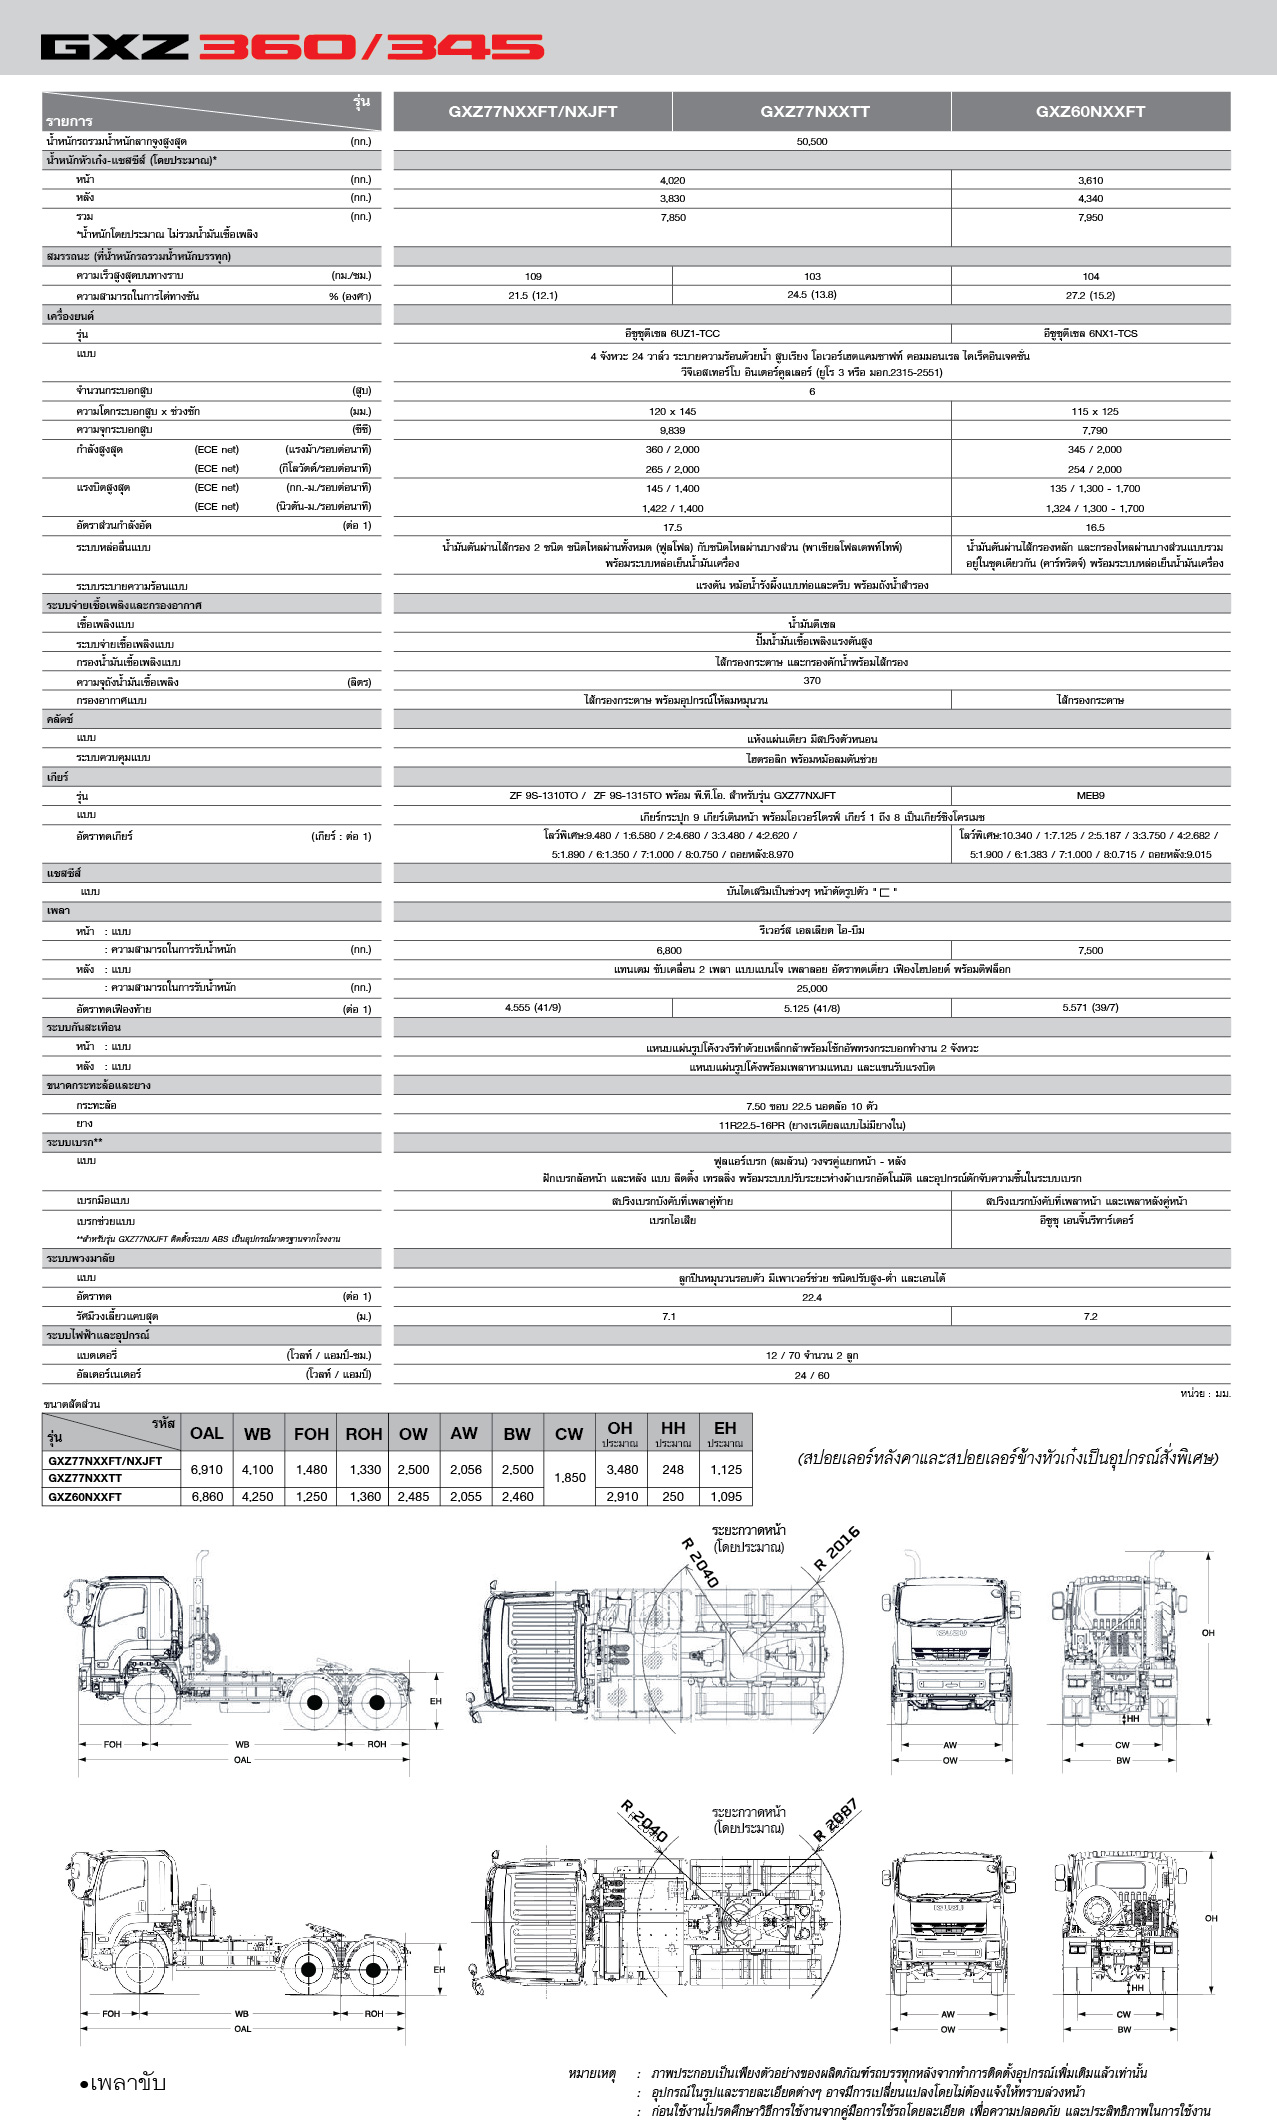 GXZ 360/345
รุ่น
รายการ
GXZ77NXXFT/NXJFT GXZ77NXXTT GXZ60NXXFT
น้ำหนักรถรวมน้ำหนักลากจูงสูงสุด (กก.) 50,500
น้ำหนักหัวเก๋ง-แชสซีส์ (โดยประมาณ)*
หน้า (กก.) 4,020 3,610
หลัง (กก.) 3,830 4,340
รวม (กก.) 7,850 7,950
*น้ำหนักโดยประมาณ ไม่รวมน้ำมันเชื้อเพลิง
สมรรถนะ (ที่น้ำหนักรถรวมน้ำหนักบรรทุก)
ความเร็วสูงสุดบนทางราบ (กม./ชม.) 109 103 104
ความสามารถในการไต่ทางชัน % (องศา) 21.5 (12.1) 24.5 (13.8) 27.2 (15.2)
เครื่องยนต์
รุ่น อีซูซุดีเซล 6UZ1-TCC อีซูซุดีเซล 6NX1-TCS
แบบ 4 จังหวะ 24 วาล์ว ระบายความร้อนด้วยน้ำ สูบเรียง โอเวอร์เฮดแคมชาฟท์ คอมมอนเรล ไดเร็คอินเจคชั่น
วีจีเอสเทอร์โบ อินเตอร์คูลเลอร์ (ยูโร 3 หรือ มอก.2315-2551)
จำนวนกระบอกสูบ (สูบ) 6
ความโตกระบอกสูบ x ช่วงชัก (มม.) 120 x 145 115 x 125
ความจุกระบอกสูบ (ซีซี) 9,839 7,790
กำลังสูงสุด (ECE net) (แรงม้า/รอบต่อนาที) 360 / 2,000 345 / 2,000
(ECE net) (กิโลวัตต์/รอบต่อนาที) 265 / 2,000 254 / 2,000
แรงบิดสูงสุด (ECE net) (กก.-ม./รอบต่อนาที) 145 / 1,400 135 / 1,300 - 1,700
(ECE net) (นิวตัน-ม./รอบต่อนาที) 1,422 / 1,400 1,324 / 1,300 - 1,700
อัตราส่วนกำลังอัด (ต่อ 1) 17.5 16.5
ระบบหล่อลื่นแบบ น้ำมันดันผ่านไส้กรอง 2 ชนิด ชนิดไหลผ่านทั้งหมด (ฟูลโฟล) กับชนิดไหลผ่านบางส่วน (พาเชียลโฟลเดพท์ไทพ์) น้ำมันดันผ่านไส้กรองหลัก และกรองไหลผ่านบางส่วนแบบรวม
พร้อมระบบหล่อเย็นน้ำมันเครื่อง อยู่ในชุดเดียวกัน (คาร์ทริดจ์) พร้อมระบบหล่อเย็นน้ำมันเครื่อง
ระบบระบายความร้อนแบบ แรงดัน หม้อน้ำรังผึ้งแบบท่อและครีบ พร้อมถังน้ำสำรอง
ระบบจ่ายเชื้อเพลิงและกรองอากาศ
เชื้อเพลิงแบบ น้ำมันดีเซล
ระบบจ่ายเชื้อเพลิงแบบ ปั๊มน้ำมันเชื้อเพลิงแรงดันสูง
กรองน้ำมันเชื้อเพลิงแบบ ไส้กรองกระดาษ และกรองดักน้ำพร้อมไส้กรอง
ความจุถังน้ำมันเชื้อเพลิง (ลิตร) 370
กรองอากาศแบบ ไส้กรองกระดาษ พร้อมอุปกรณ์ให้ลมหมุนวน ไส้กรองกระดาษ
คลัตช์
แบบ แห้งแผ่นเดียว มีสปริงตัวหนอน
ระบบควบคุมแบบ ไฮดรอลิก พร้อมหม้อลมดันช่วย
เกียร์
รุ่น ZF 9S-1310TO / ZF 9S-1315TO พร้อม พี.ที.โอ. สำหรับรุ่น GXZ77NXJFT MEB9
แบบ เกียร์กระปุก 9 เกียร์เดินหน้า พร้อมโอเวอร์ไดรฟ์ เกียร์ 1 ถึง 8 เป็นเกียร์ซิงโครเมช
อัตราทดเกียร์ (เกียร์ : ต่อ 1) โลว์พิเศษ:9.480 / 1:6.580 / 2:4.680 / 3:3.480 / 4:2.620 / โลว์พิเศษ:10.340 / 1:7.125 / 2:5.187 / 3:3.750 / 4:2.682 /
5:1.890 / 6:1.350 / 7:1.000 / 8:0.750 / ถอยหลัง:8.970 5:1.900 / 6:1.383 / 7:1.000 / 8:0.715 / ถอยหลัง:9.015
แชสซีส์
แบบ บันไดเสริมเป็นช่วงๆ หน้าตัดรูปตัว " ⊏ "
เพลา
หน้า : แบบ รีเวอร์ส เอลเลียต ไอ-บีม
: ความสามารถในการรับน้ำหนัก (กก.) 6,800 7,500
หลัง : แบบ แทนเดม ขับเคลื่อน 2 เพลา แบบแบนโจ เพลาลอย อัตราทดเดี่ยว เฟืองไฮปอยด์ พร้อมดิฟล็อก
: ความสามารถในการรับน้ำหนัก (กก.) 25,000
อัตราทดเฟืองท้าย (ต่อ 1) 4.555 (41/9) 5.125 (41/8) 5.571 (39/7)
ระบบกันสะเทือน
หน้า : แบบ แหนบแผ่นรูปโค้งวงรีทำด้วยเหล็กกล้าพร้อมโช้กอัพทรงกระบอกทำงาน 2 จังหวะ
หลัง : แบบ แหนบแผ่นรูปโค้งพร้อมเพลาหามแหนบ และแขนรับแรงบิด
ขนาดกระทะล้อและยาง
กระทะล้อ 7.50 ขอบ 22.5 นอตล้อ 10 ตัว
ยาง 11R22.5-16PR (ยางเรเดียลแบบไม่มียางใน)
ระบบเบรก**
แบบ ฟูลแอร์เบรก (ลมล้วน) วงจรคู่แยกหน้า - หลัง
ฝักเบรกล้อหน้า และหลัง แบบ ลีดดิ้ง เทรลลิ่ง พร้อมระบบปรับระยะห่างผ้าเบรกอัตโนมัติ และอุปกรณ์ดักจับความชื้นในระบบเบรก
เบรกมือแบบ สปริงเบรกบังคับที่เพลาคู่ท้าย สปริงเบรกบังคับที่เพลาหน้า และเพลาหลังคู่หน้า
เบรกช่วยแบบ เบรกไอเสีย อีซูซุ เอนจิ้นรีทาร์เดอร์
**สำหรับรุ่น GXZ77NXJFT ติดตั้งระบบ ABS เป็นอุปกรณ์มาตรฐานจากโรงงาน
ระบบพวงมาลัย
แบบ ลูกปืนหมุนวนรอบตัว มีเพาเวอร์ช่วย ชนิดปรับสูง-ต่ำ และเอนได้
อัตราทด (ต่อ 1) 22.4
รัศมีวงเลี้ยวแคบสุด (ม.) 7.1 7.2
ระบบไฟฟ้าและอุปกรณ์
แบตเตอรี่ (โวลท์ / แอมป์-ชม.) 12 / 70 จำนวน 2 ลูก
อัลเตอร์เนเตอร์ (โวลท์ / แอมป์) 24 / 60
หน่วย : มม.
ขนาดสัดส่วน
รหัส
รุ่น
OAL WB FOH ROH OW AW BW CW OH ประมาณ HH ประมาณ EH ประมาณ
GXZ77NXXFT/NXJFT
GXZ77NXXTT
6,910 4,100 1,480 1,330 2,500 2,056 2,500 1,850 3,480 248 1,125
GXZ60NXXFT 6,860 4,250 1,250 1,360 2,485 2,055 2,460 2,910 250 1,095
(สปอยเลอร์หลังคาและสปอยเลอร์ข้างหัวเก๋งเป็นอุปกรณ์สั่งพิเศษ)
ระยะกวาดหน้า
(โดยประมาณ)
R 2040
R 2016
ISUZU
OH
EH
HH
FOH WB ROH
OAL
AW
OW
CW
BW
ระยะกวาดหน้า
(โดยประมาณ)
R 2040
R 2087
ISUZU
OH
EH
HH
FOH WB ROH
OAL
AW
OW
CW
BW
●เพลาขับ
หมายเหตุ : ภาพประกอบเป็นเพียงตัวอย่างของผลิตภัณฑ์รถบรรทุกหลังจากทำการติดตั้งอุปกรณ์เพิ่มเติมแล้วเท่านั้น
: อุปกรณ์ในรูปและรายละเอียดต่างๆ อาจมีการเปลี่ยนแปลงโดยไม่ต้องแจ้งให้ทราบล่วงหน้า
: ก่อนใช้งานโปรดศึกษาวิธีการใช้งานจากคู่มือการใช้รถโดยละเอียด เพื่อความปลอดภัย และประสิทธิภาพในการใช้งาน